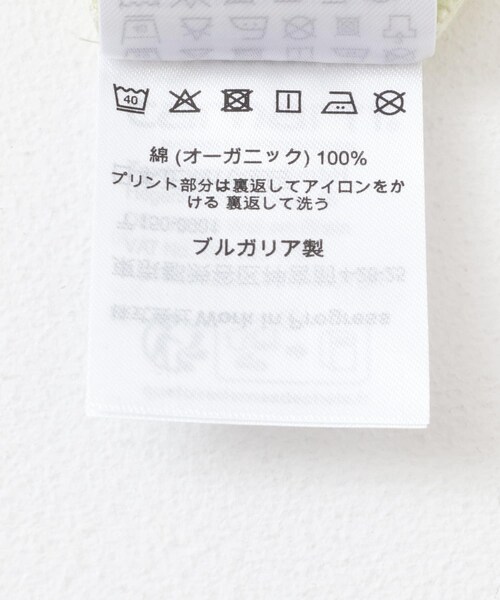 40
綿 (オーガニック) 100%
プリント部分は裏返してアイロンをか
ける 裏返して洗う
ブルガリア製